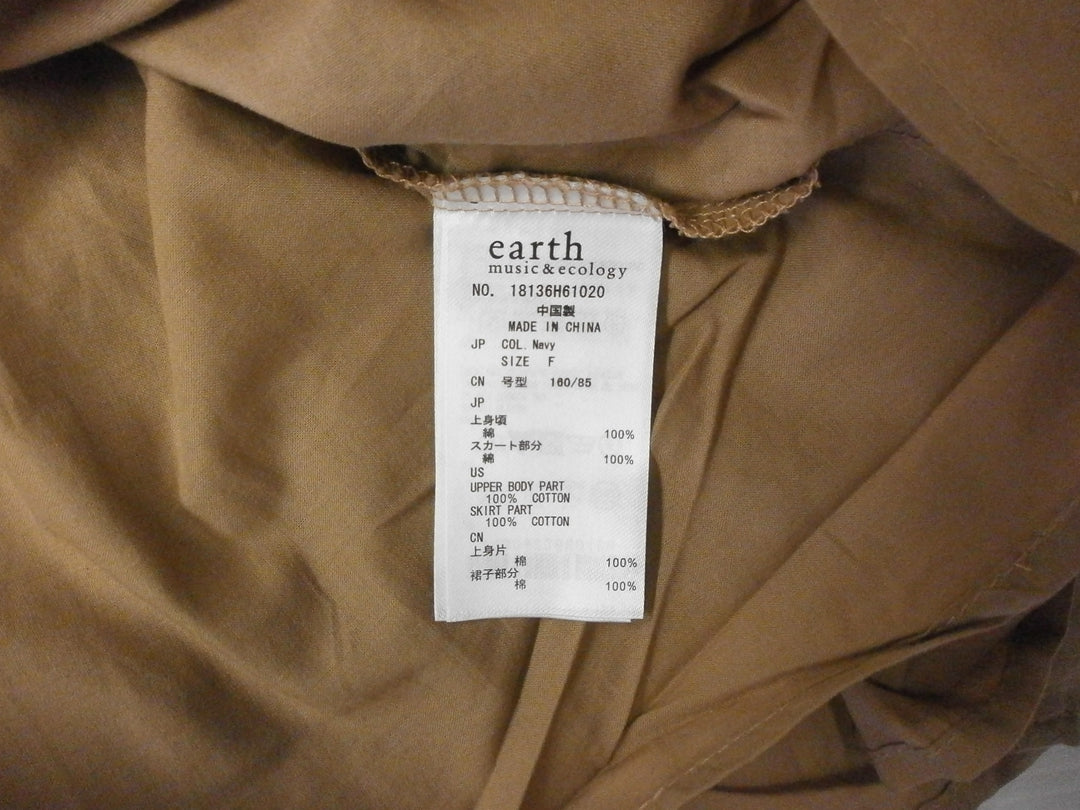 earth
music&ecology
NO. 18136H61020
中国製
MADE IN CHINA
JP COL. Navy
SIZE F
CN 号型 160/85
JP
上身頃
綿 100%
スカート部分
綿 100%
US
UPPER BODY PART
100% COTTON
SKIRT PART
100% COTTON
CN
上身片
棉 100%
裙子部分
棉 100%